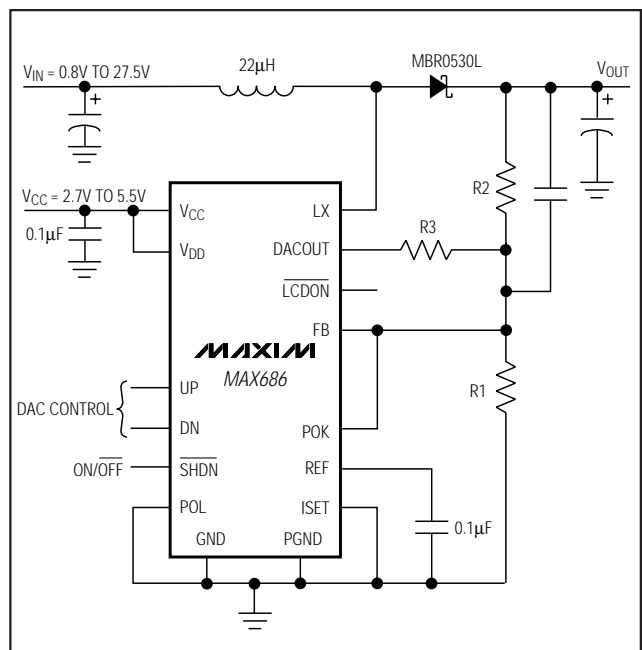 V_IN = 0.8V TO 27.5V
22µH
MBR0530L
V_OUT
V_CC = 2.7V TO 5.5V
0.1µF
V_CC
V_DD
LX
DACOUT
R3
R2
LCDON
FB
MAXIM
MAX686
R1
UP
DAC CONTROL
DN
POK
ON/OFF
SHDN
REF
POL
ISET
0.1µF
GND
PGND